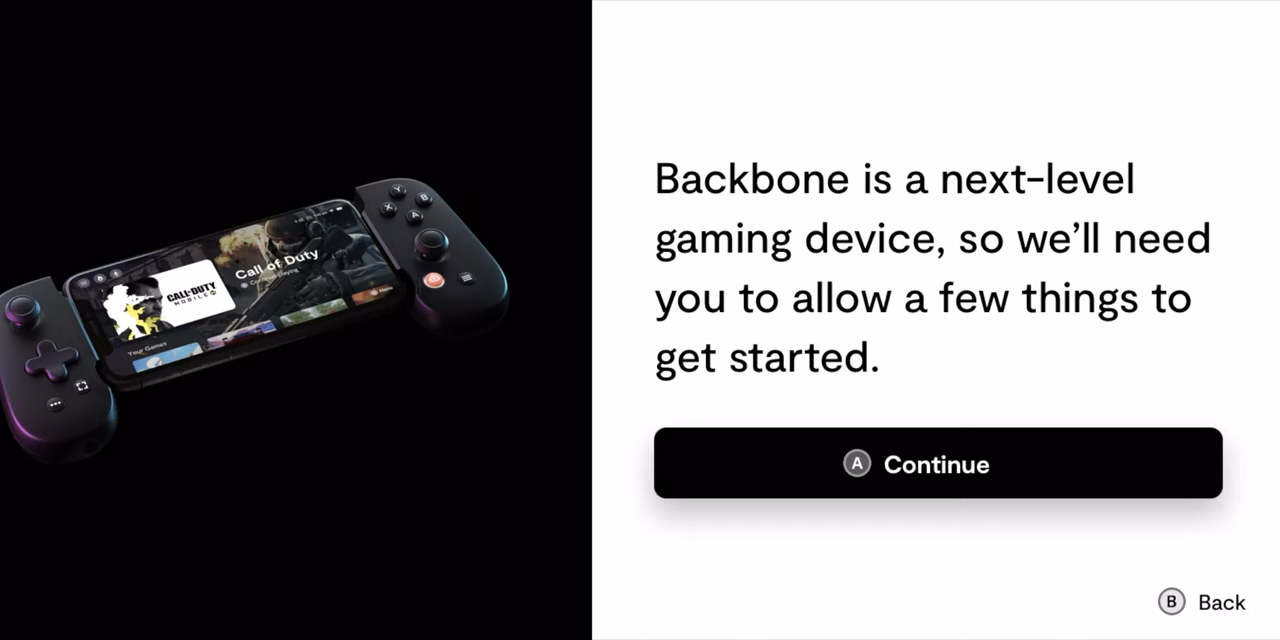 Backbone is a next-level
gaming device, so we’ll need
you to allow a few things to
get started.
A Continue
B Back
Call of Duty
CALL OF DUTY
MOBILE
Your Games
Y
B
X
A